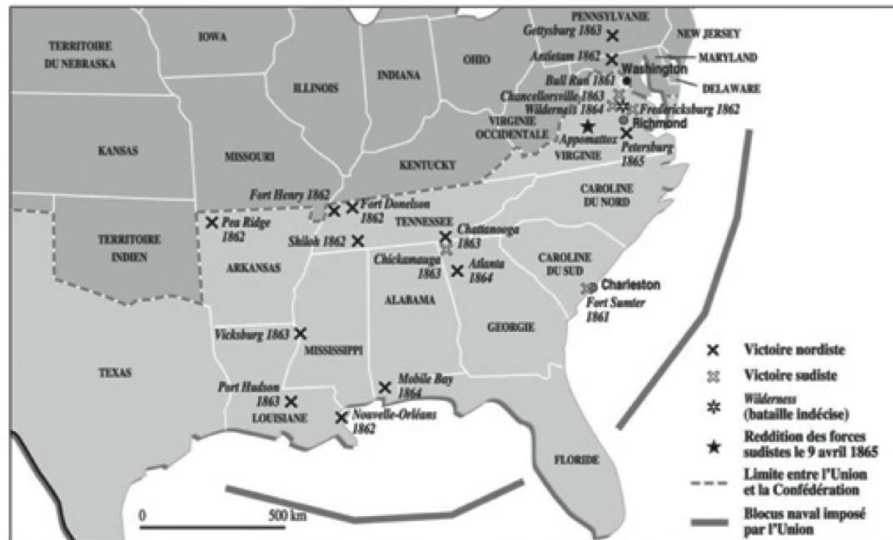 PENNSYLVANIE
Gettysburg 1863
NEW JERSEY
IOWA
TERRITOIRE
DU NEBRASKA
OHIO
Antietam 1862
MARYLAND
Washington
ILLINOIS
INDIANA
Bull Run 1861
DELAWARE
Chancellorsville 1863
Wilderness 1864
Fredericksburg 1862
VIRGINIE
OCCIDENTALE
Richmond
Appomattox
VIRGINIE
Petersburg
1865
KANSAS
MISSOURI
KENTUCKY
Fort Henry 1862
Fort Donelson
1862
CAROLINE
DU NORD
Pea Ridge
1862
TENNESSEE
Chattanooga
1863
TERRITOIRE
INDIEN
Shiloh 1862
Chickamauga
1863
Atlanta
1864
CAROLINE
DU SUD
ARKANSAS
Charleston
Fort Sumter
1861
ALABAMA
GEORGIE
Vicksburg 1863
MISSISSIPPI
TEXAS
Port Hudson
1863
LOUISIANE
Mobile Bay
1864
Nouvelle-Orléans
1862
FLORIDE
0
500 km
Victoire nordiste
Victoire sudiste
Wilderness
(bataille indécise)
Reddition des forces
sudistes le 9 avril 1865
Limite entre l'Union
et la Confédération
Blocus naval imposé
par l'Union